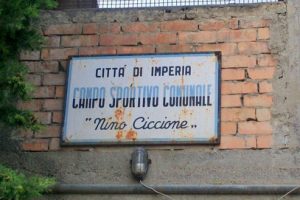 CITTÀ DI IMPERIA
CAMPO SPORTIVO COMUNALE
"Nino Ciccione"